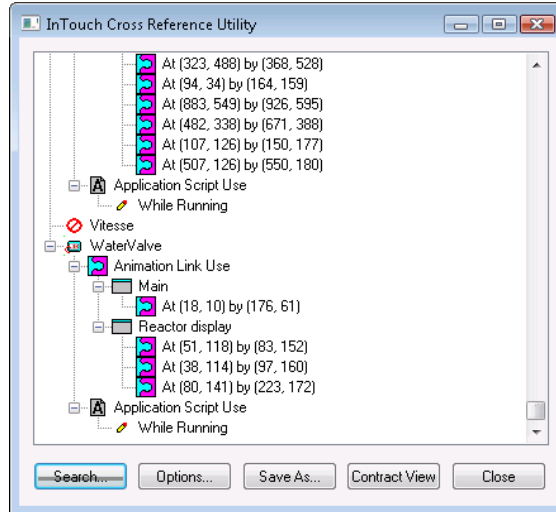 InTouch Cross Reference Utility
At (323, 488) by (368, 528)
At (94, 34) by (164, 159)
At (883, 549) by (926, 595)
At (482, 338) by (671, 388)
At (107, 126) by (150, 177)
At (507, 126) by (550, 180)
Application Script Use
While Running
Vitesse
WaterValve
Animation Link Use
Main
At (18, 10) by (176, 61)
Reactor display
At (51, 118) by (83, 152)
At (38, 114) by (97, 160)
At (80, 141) by (223, 172)
Application Script Use
While Running
Search... Options... Save As... Contract View Close